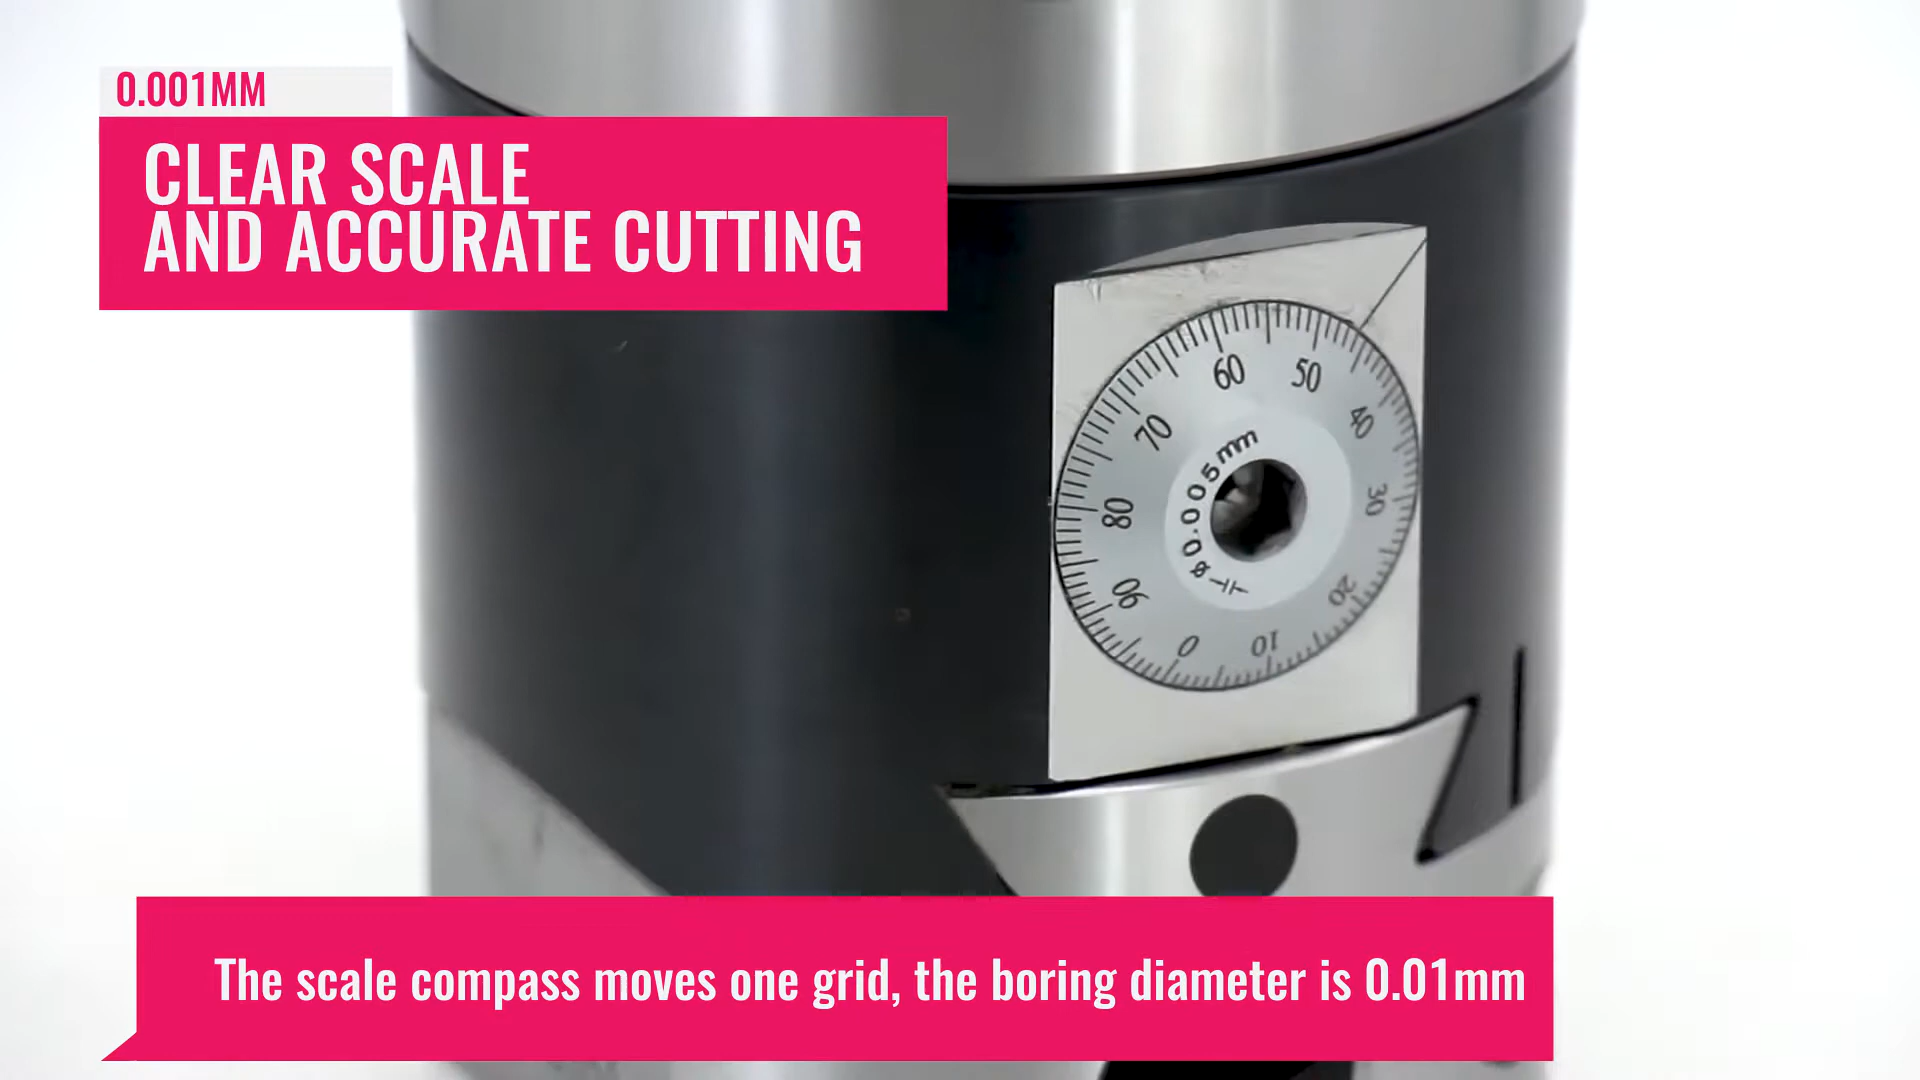 0.001MM
CLEAR SCALE
AND ACCURATE CUTTING
60
50
70
40
80
30
90
20
0
10
ø0.005mm
The scale compass moves one grid, the boring diameter is 0.01mm